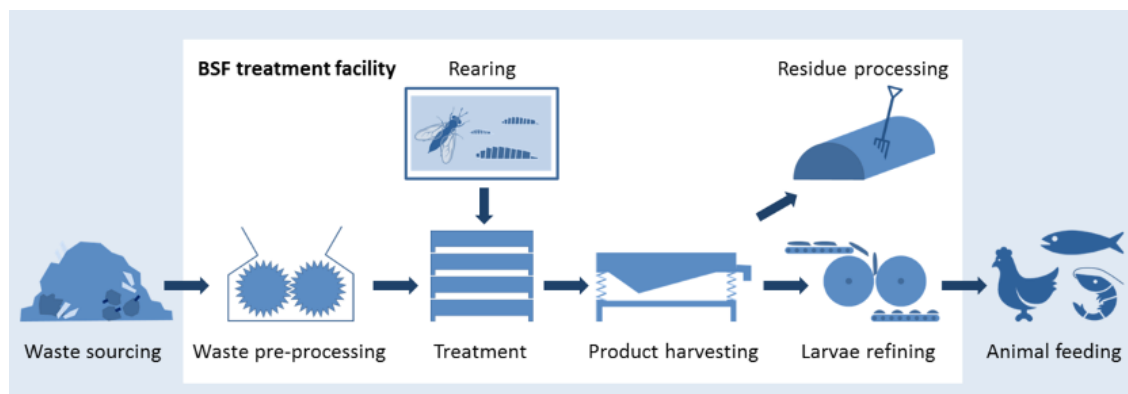 BSF treatment facility
Rearing
Residue processing
Waste sourcing
Waste pre-processing
Treatment
Product harvesting
Larvae refining
Animal feeding